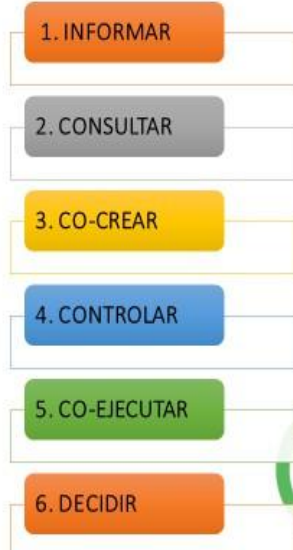 1. INFORMAR
2. CONSULTAR
3. CO-CREAR
4. CONTROLAR
5. CO-EJECUTAR
6. DECIDIR